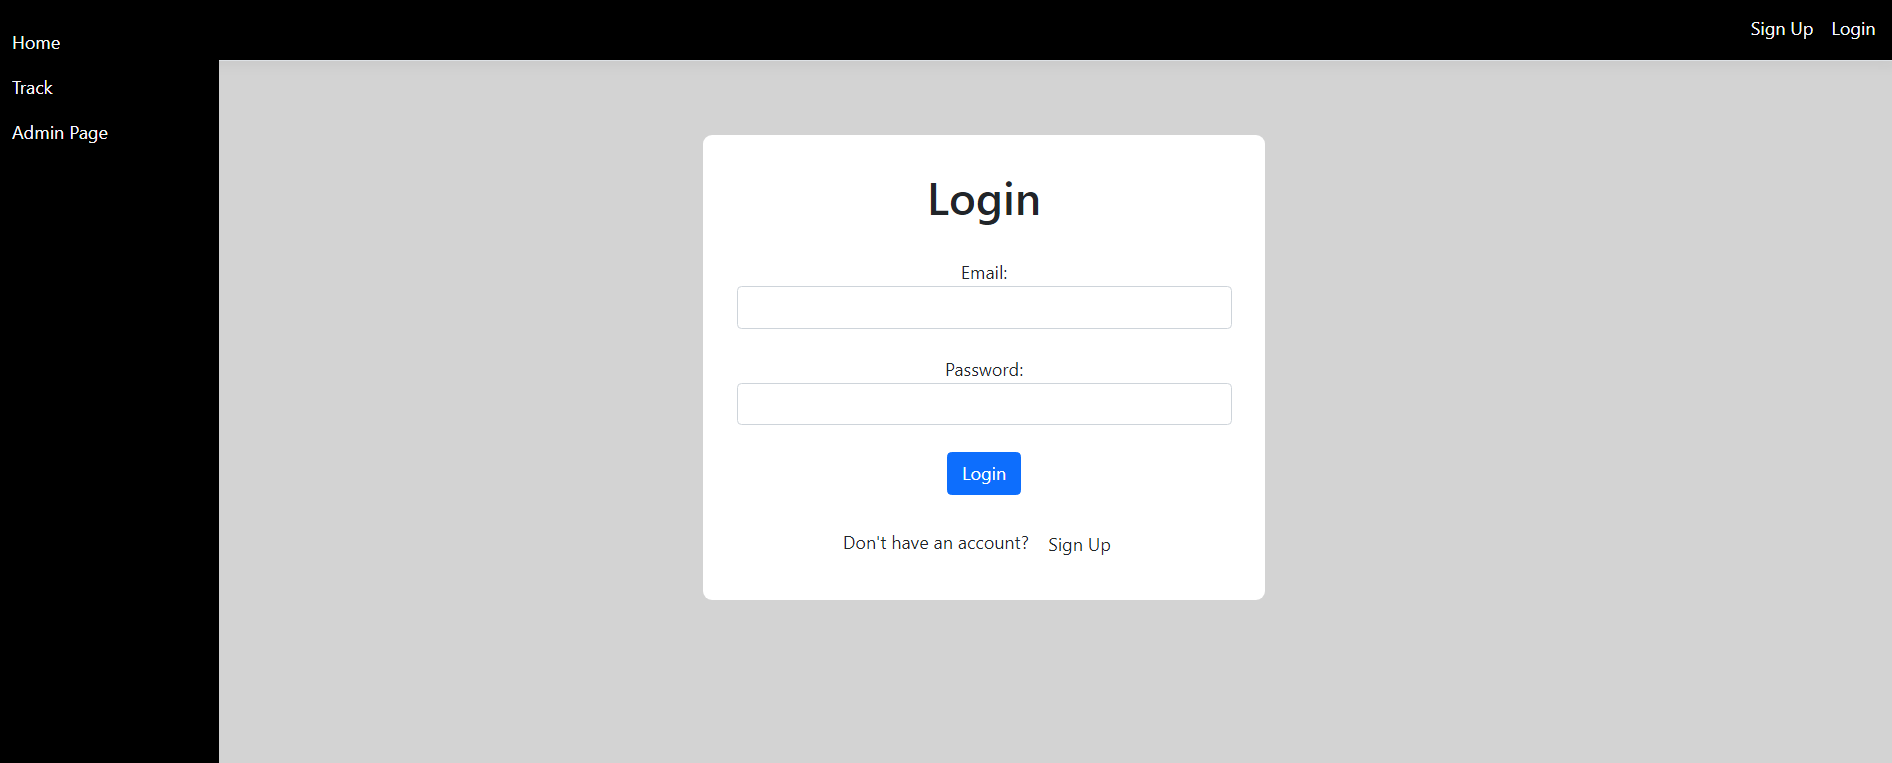 Sign Up Login
Home
Track
Admin Page
Login
Email:
Password:
Login
Don't have an account? Sign Up